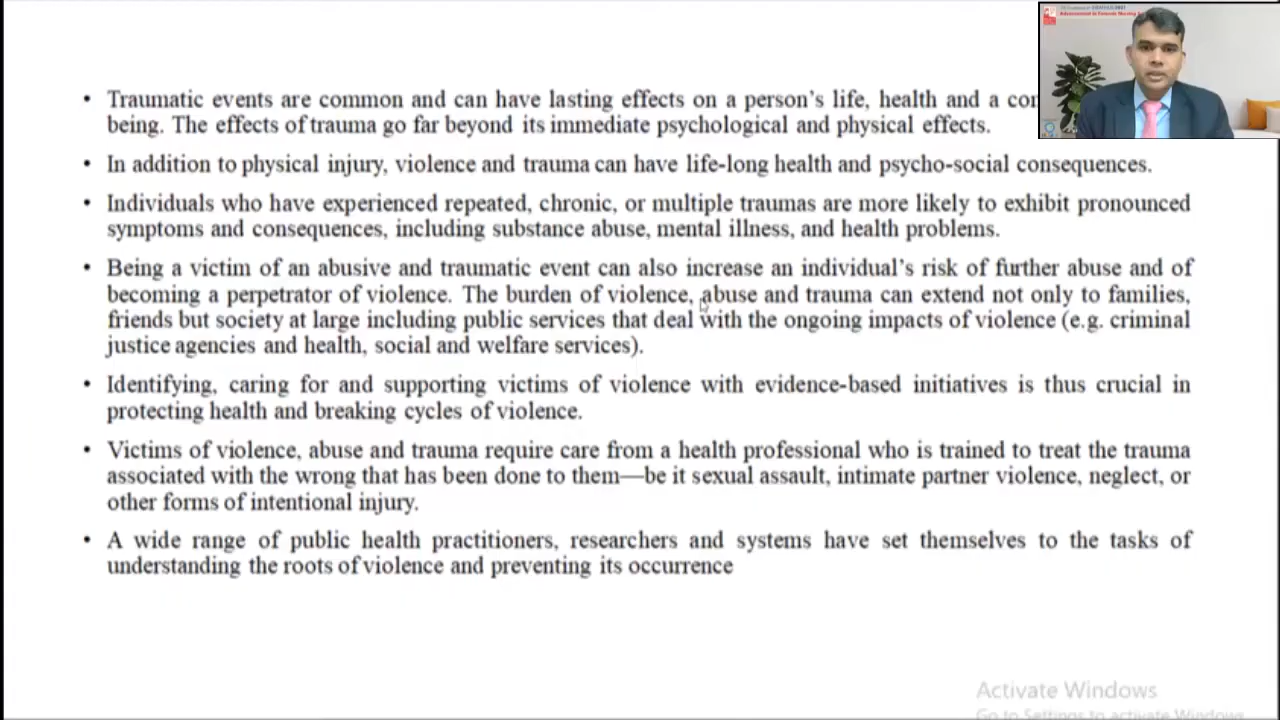 • Traumatic events are common and can have lasting effects on a person's life, health and a
being. The effects of trauma go far beyond its immediate psychological and physical effects.
• In addition to physical injury, violence and trauma can have life-long health and psycho-social consequences.
• Individuals who have experienced repeated, chronic, or multiple traumas are more likely to exhibit pronounced
symptoms and consequences, including substance abuse, mental illness, and health problems.
• Being a victim of an abusive and traumatic event can also increase an individual's risk of further abuse and of
becoming a perpetrator of violence. The burden of violence, abuse and trauma can extend not only to families,
friends but society at large including public services that deal with the ongoing impacts of violence (e.g. criminal
justice agencies and health, social and welfare services).
• Identifying, caring for and supporting victims of violence with evidence-based initiatives is thus crucial in
protecting health and breaking cycles of violence.
• Victims of violence, abuse and trauma require care from a health professional who is trained to treat the trauma
associated with the wrong that has been done to them—be it sexual assault, intimate partner violence, neglect, or
other forms of intentional injury.
• A wide range of public health practitioners, researchers and systems have set themselves to the tasks of
understanding the roots of violence and preventing its occurrence
Activate Windows
Go to Settings to activate Windows.